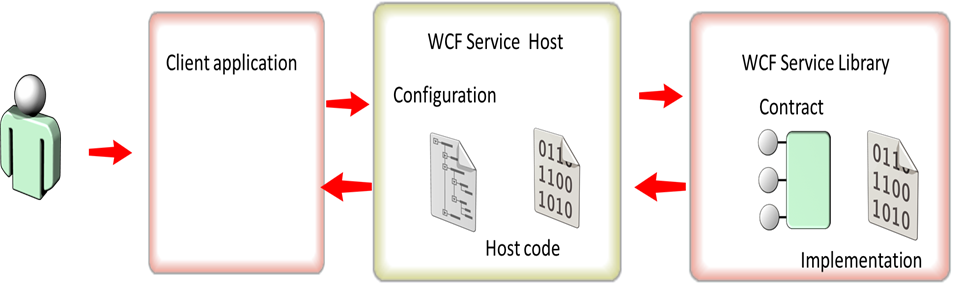 Client application
WCF Service Host
Configuration
0110
1100
1010
Host code
WCF Service Library
Contract
0110
1100
1010
Implementation